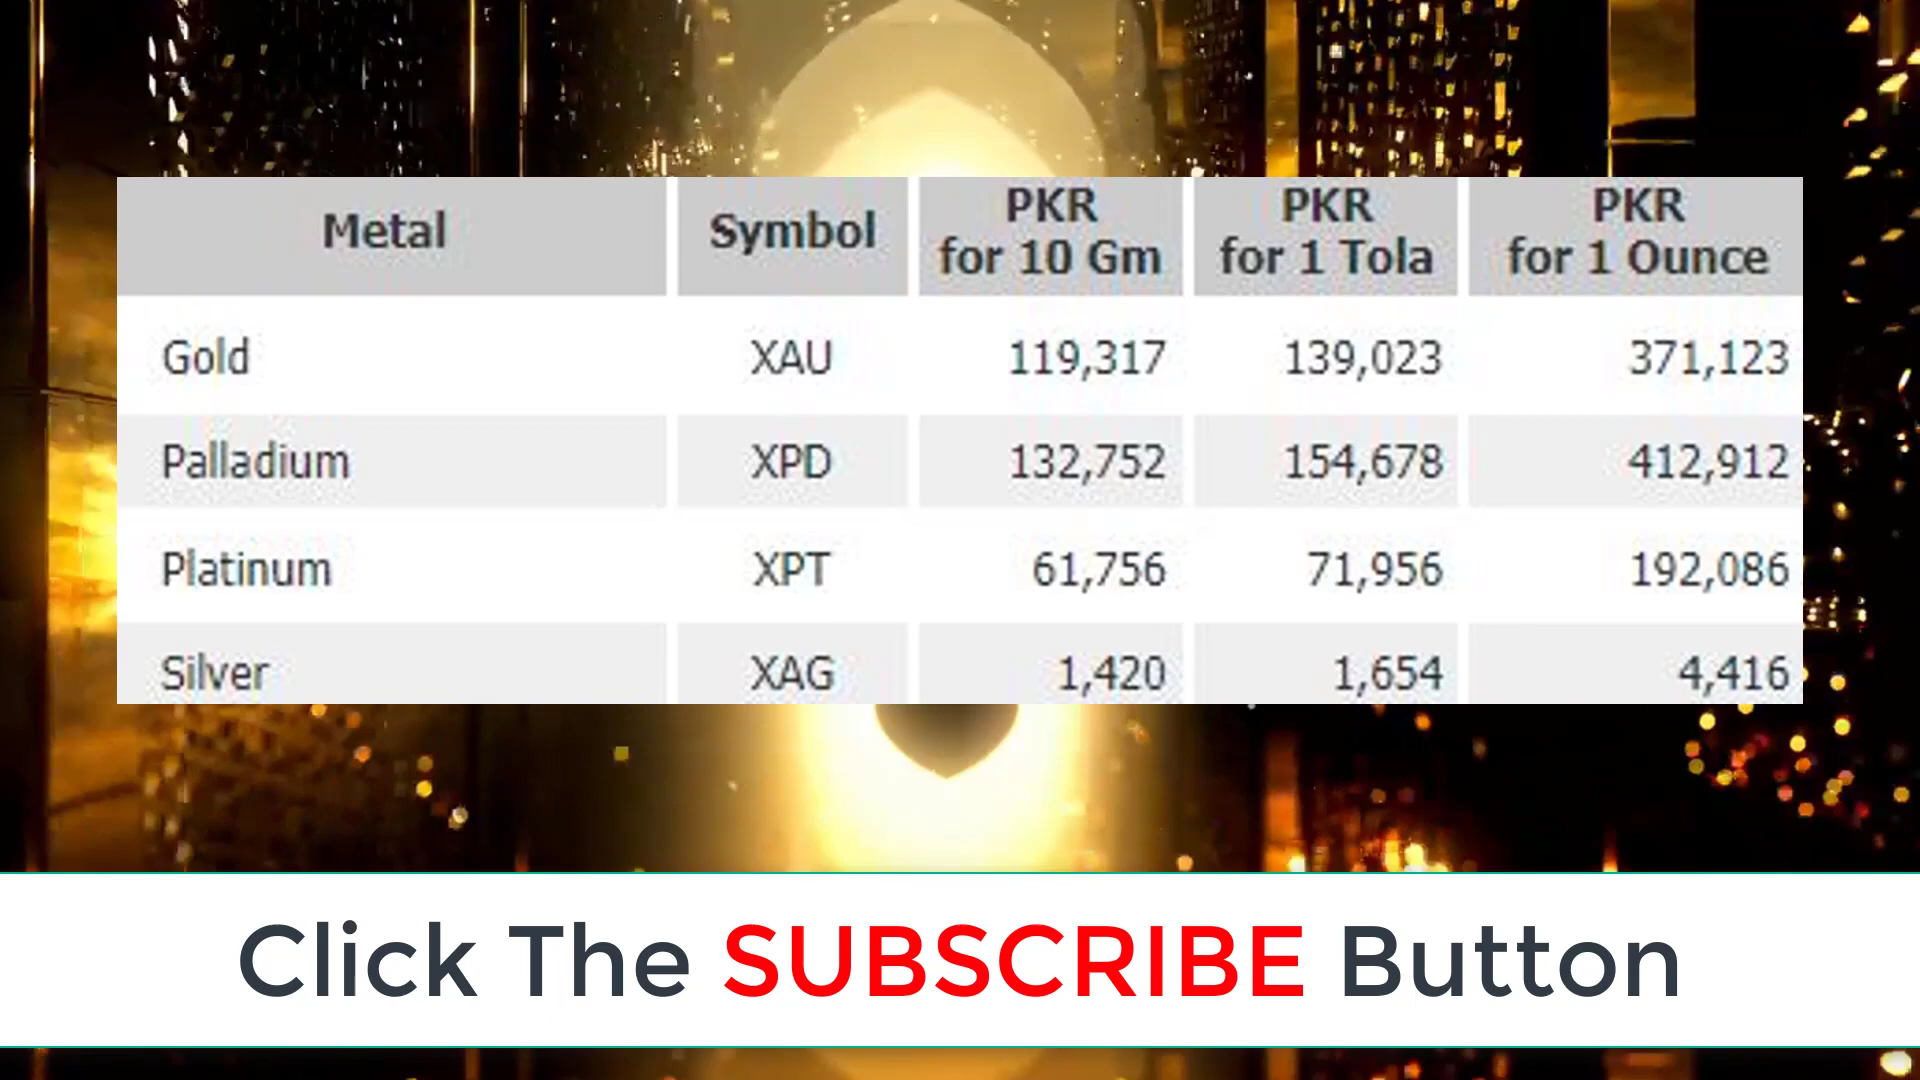 Metal Symbol PKR for 10 Gm PKR for 1 Tola PKR for 1 Ounce
Gold XAU 119,317 139,023 371,123
Palladium XPD 132,752 154,678 412,912
Platinum XPT 61,756 71,956 192,086
Silver XAG 1,420 1,654 4,416
Click The SUBSCRIBE Button